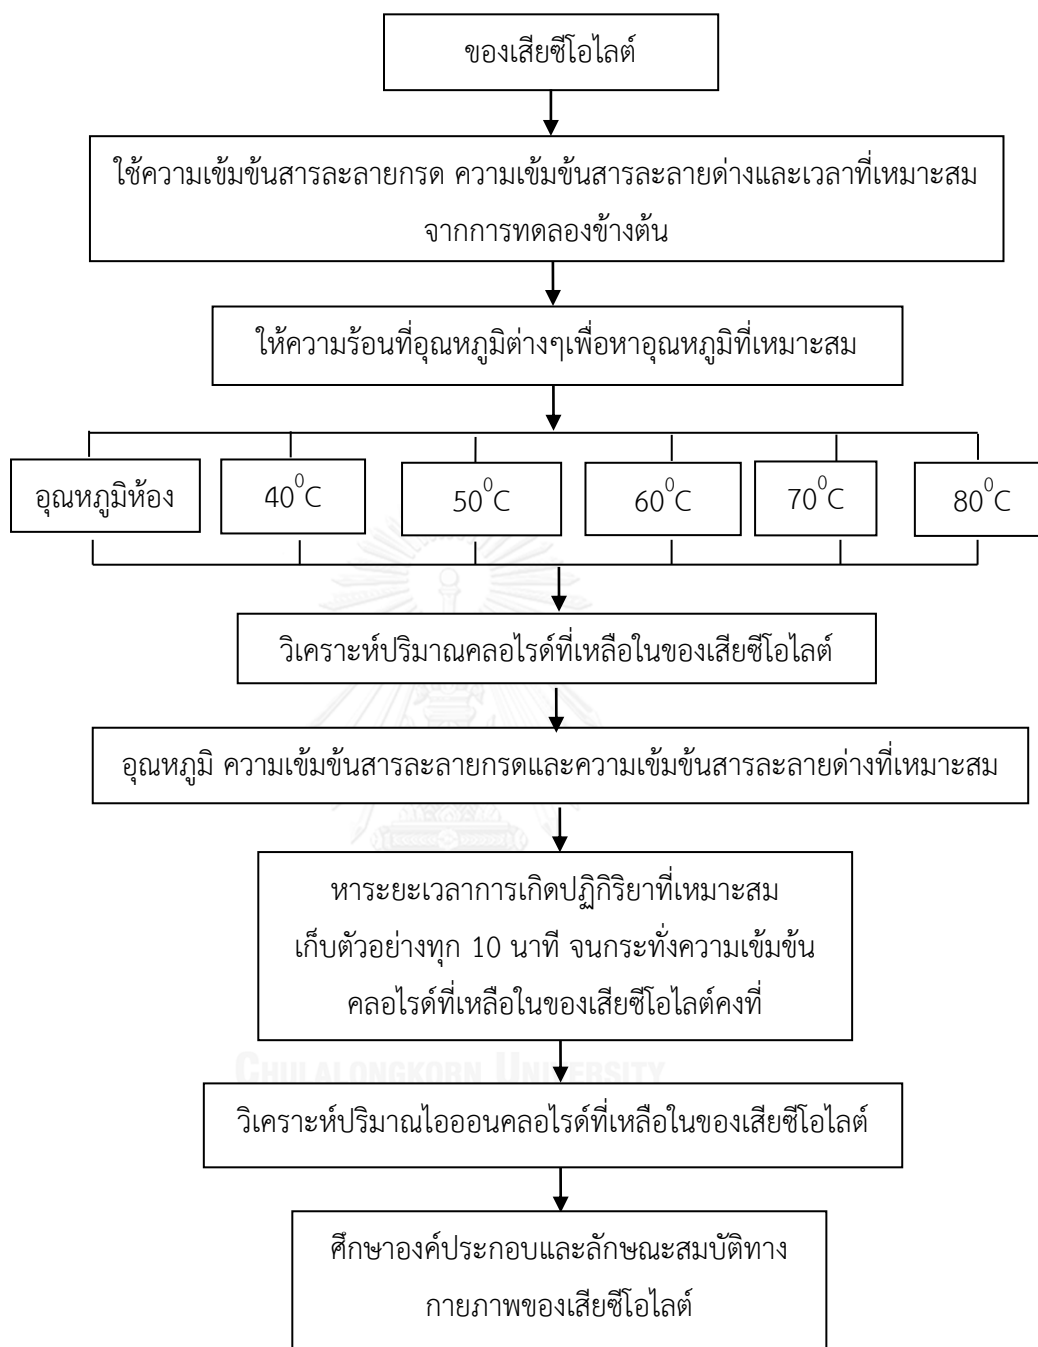 ของเสียซีโอไลต์
ใช้ความเข้มข้นสารละลายกรด ความเข้มข้นสารละลายด่างและเวลาที่เหมาะสม
จากการทดลองข้างต้น
ให้ความร้อนที่อุณหภูมิต่างๆเพื่อหาอุณหภูมิที่เหมาะสม
อุณหภูมิห้อง 40⁰C 50⁰C 60⁰C 70⁰C 80⁰C
วิเคราะห์ปริมาณคลอไรด์ที่เหลือในของเสียซีโอไลต์
อุณหภูมิ ความเข้มข้นสารละลายกรดและความเข้มข้นสารละลายด่างที่เหมาะสม
หาระยะเวลาการเกิดปฏิกิริยาที่เหมาะสม
เก็บตัวอย่างทุก 10 นาที จนกระทั่งความเข้มข้น
คลอไรด์ที่เหลือในของเสียซีโอไลต์คงที่
CHULALONGKORN UNIVERSITY
วิเคราะห์ปริมาณไอออนคลอไรด์ที่เหลือในของเสียซีโอไลต์
ศึกษาองค์ประกอบและลักษณะสมบัติทาง
กายภาพของเสียซีโอไลต์